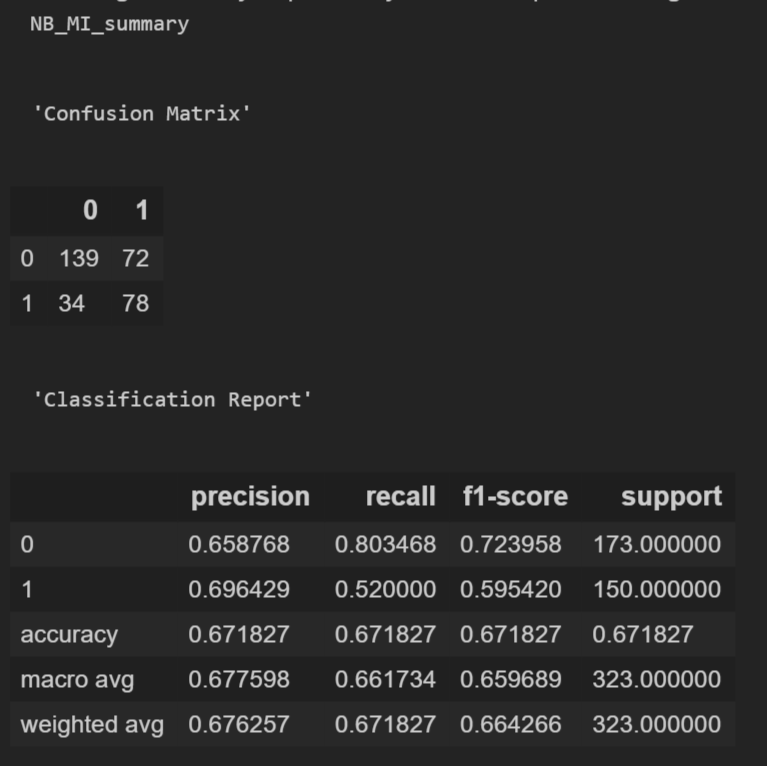 NB_MI_summary
'Confusion Matrix'
0 1
0 139 72
1 34 78
'Classification Report'
precision recall f1-score support
0 0.658768 0.803468 0.723958 173.000000
1 0.696429 0.520000 0.595420 150.000000
accuracy 0.671827 0.671827 0.671827 0.671827
macro avg 0.677598 0.661734 0.659689 323.000000
weighted avg 0.676257 0.671827 0.664266 323.000000